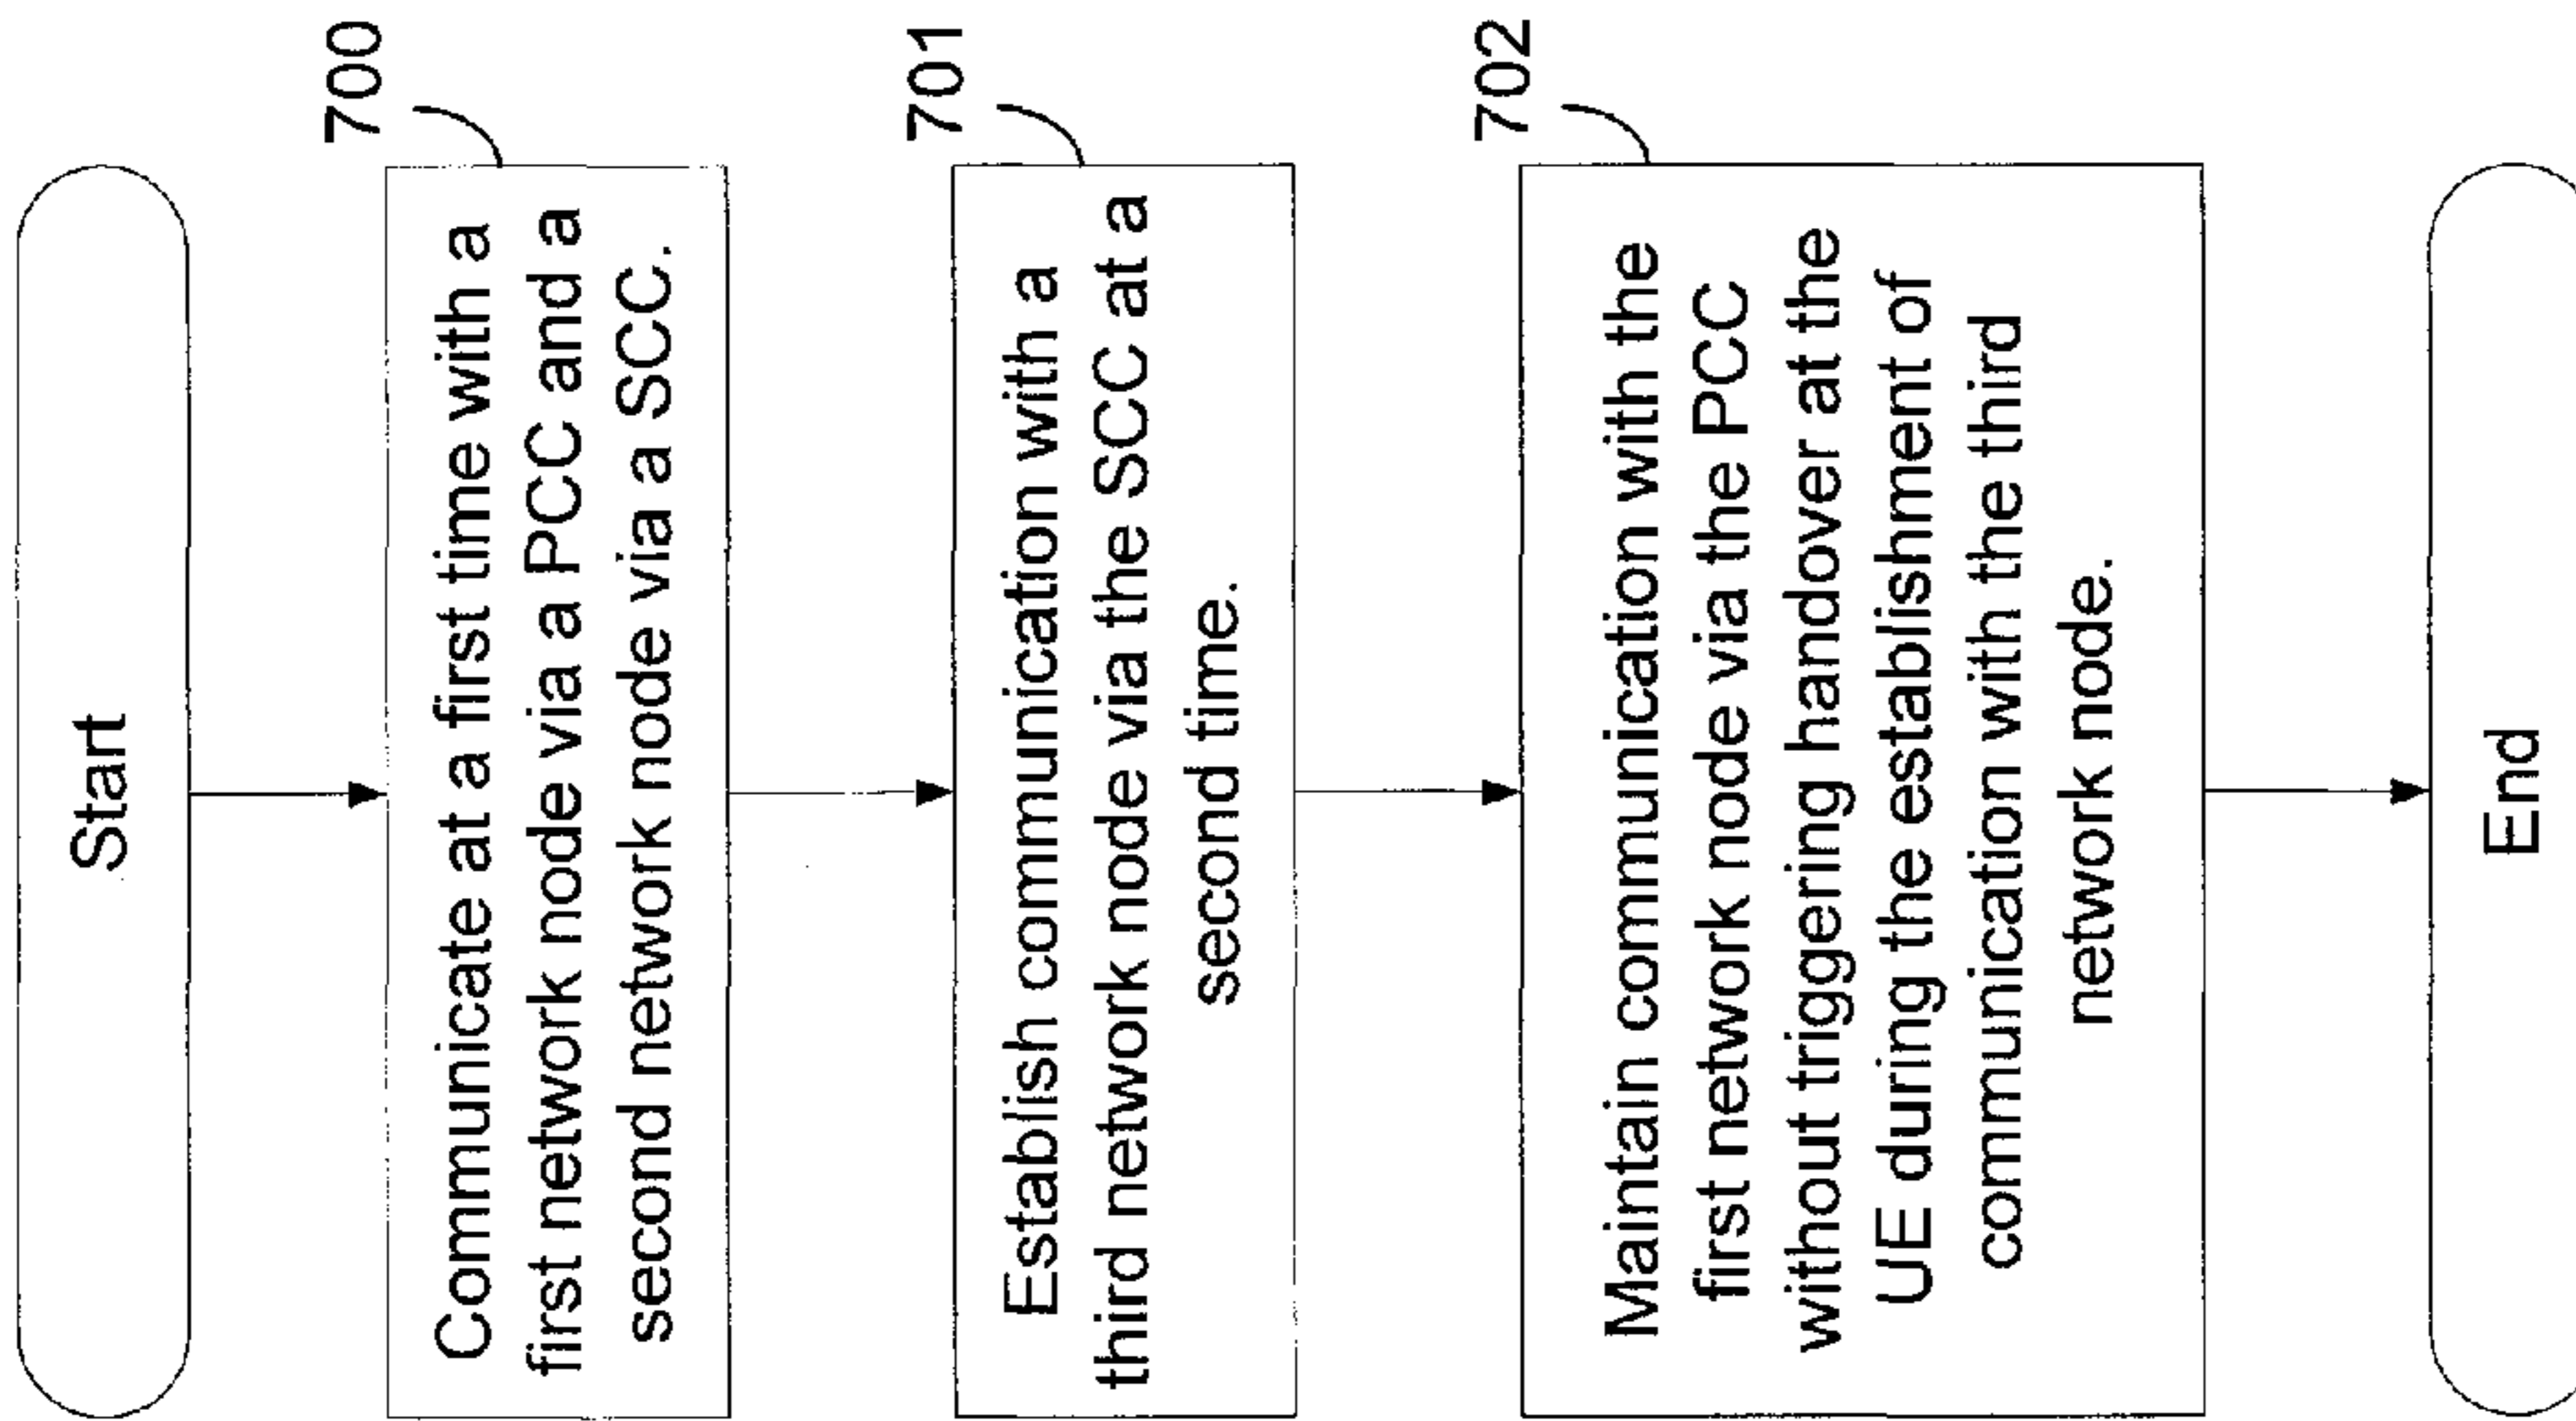 Start
700
Communicate at a first time with a
first network node via a PCC and a
second network node via a SCC.
701
Establish communication with a
third network node via the SCC at a
second time.
702
Maintain communication with the
first network node via the PCC
without triggering handover at the
UE during the establishment of
communication with the third
network node.
End